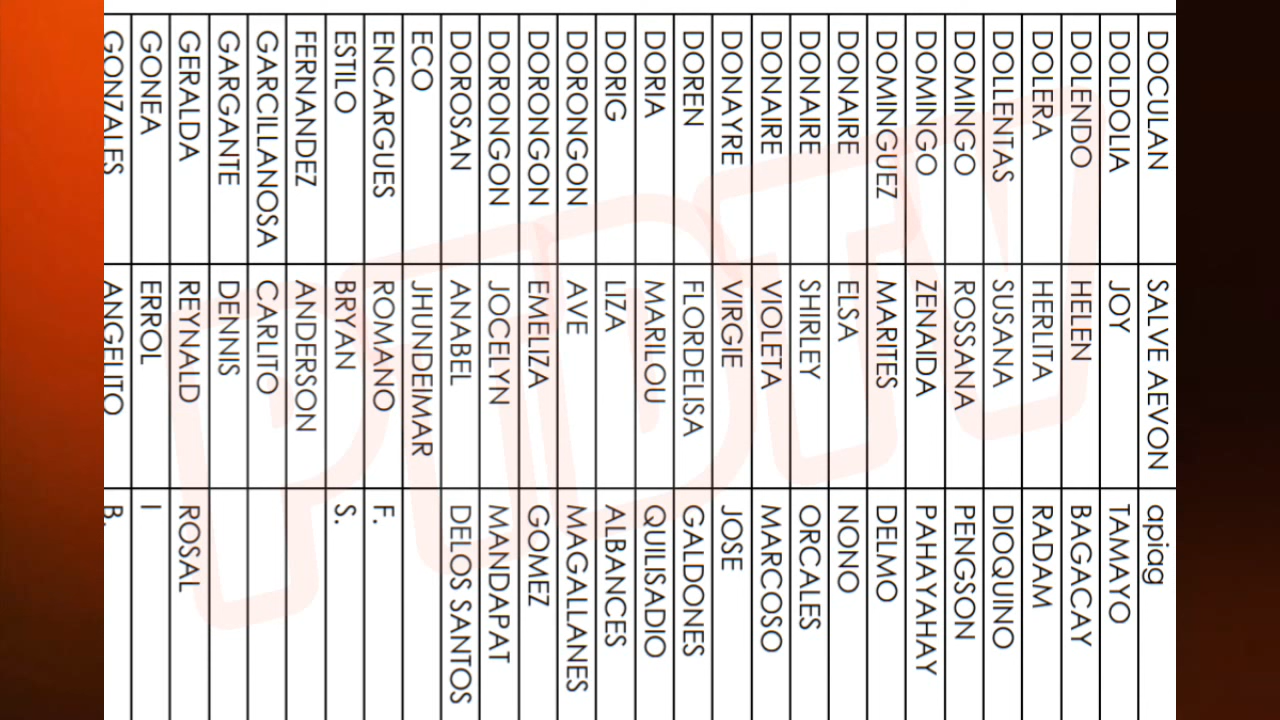 DOCULAN SALVE AEVON apiag
DOLDOLIA JOY TAMAYO
DOLENDO HELEN BAGACAY
DOLERA HERLITA RADAM
DOLLENTAS SUSANA DIOQUINO
DOMINGO ROSSANA PENGSON
DOMINGO ZENAIDA PAHAYAHAY
DOMINGUEZ MARITES DELMO
DONAIRE ELSA NONO
DONAIRE SHIRLEY ORCALES
DONAIRE VIOLETA MARCOSO
DONAYRE VIRGIE JOSE
DOREN FLORDELISA GALDONES
DORIA MARILOU QUILISADIO
DORIG LIZA ALBANCES
DORONGON AVE MAGALLANES
DORONGON EMELIZA GOMEZ
DORONGON JOCELYN MANDAPAT
DOROSAN ANABEL DELOS SANTOS
ECO JHUNDEIMAR
ENCARGUES ROMANO F.
ESTILO BRYAN S.
FERNANDEZ ANDERSON
GARCILLANOSA CARLITO
GARGANTE DENNIS
GERALDA REYNALD ROSAL
GONEA ERROL I
GONZALES ANGELITO B.
PDTV